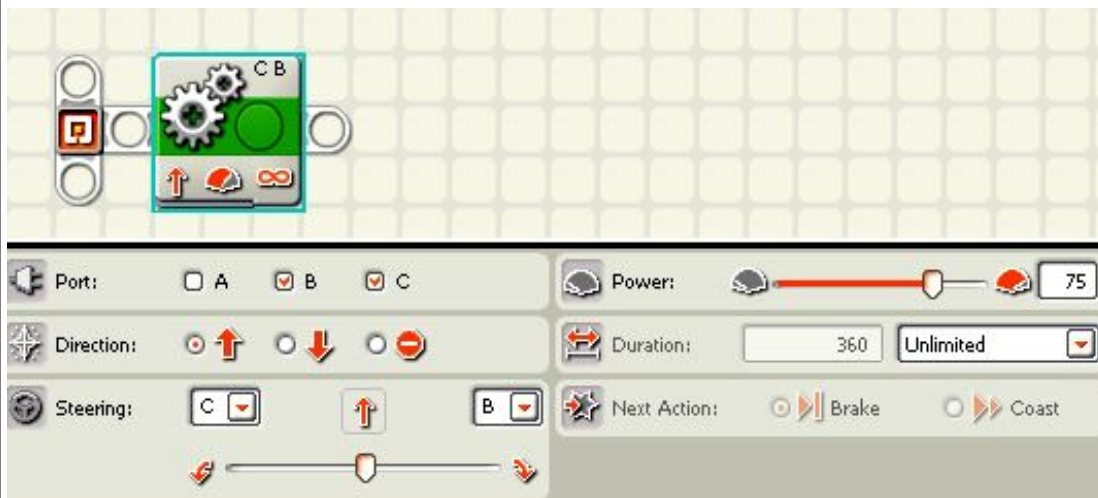 C B
Port: A B C
Power: 75
Direction:
Duration: 360 Unlimited
Steering: C B
Next Action: Brake Coast